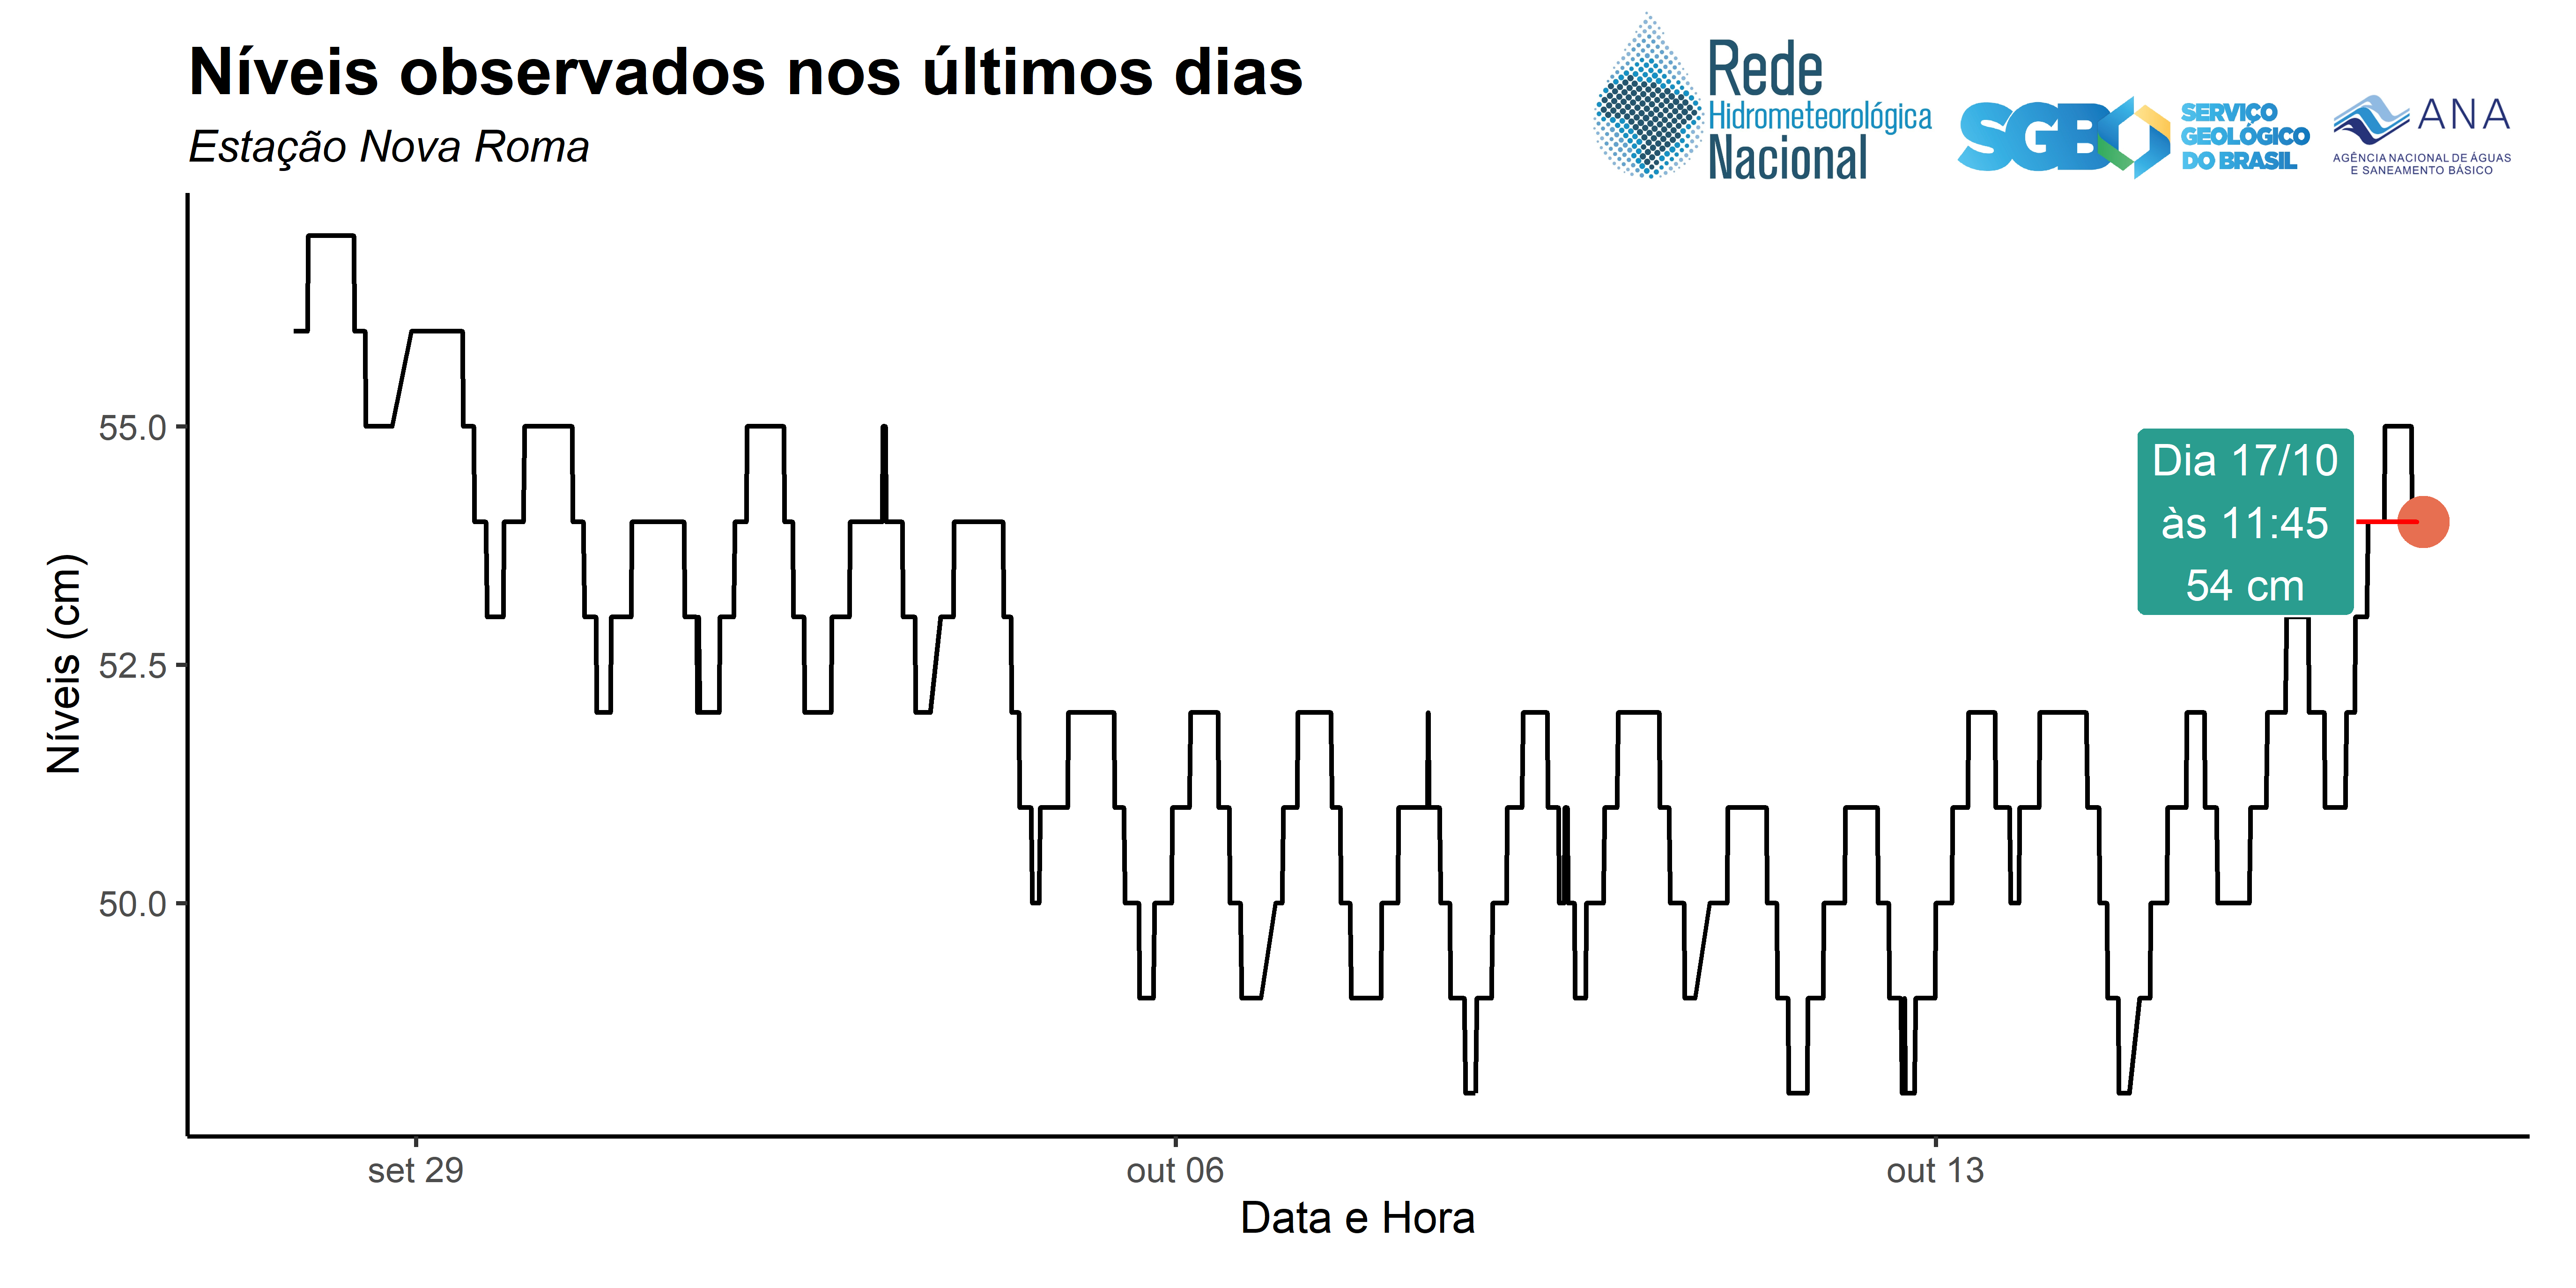 Níveis observados nos últimos dias
Estação Nova Roma
Rede
Hidrometeorológica
Nacional
SGB
SERVIÇO
GEOLÓGICO
DO BRASIL
ANA
AGÊNCIA NACIONAL DE ÁGUAS
E SANEAMENTO BÁSICO
Níveis (cm)
55.0
52.5
50.0
Dia 17/10
às 11:45
54 cm
set 29
out 06
out 13
Data e Hora